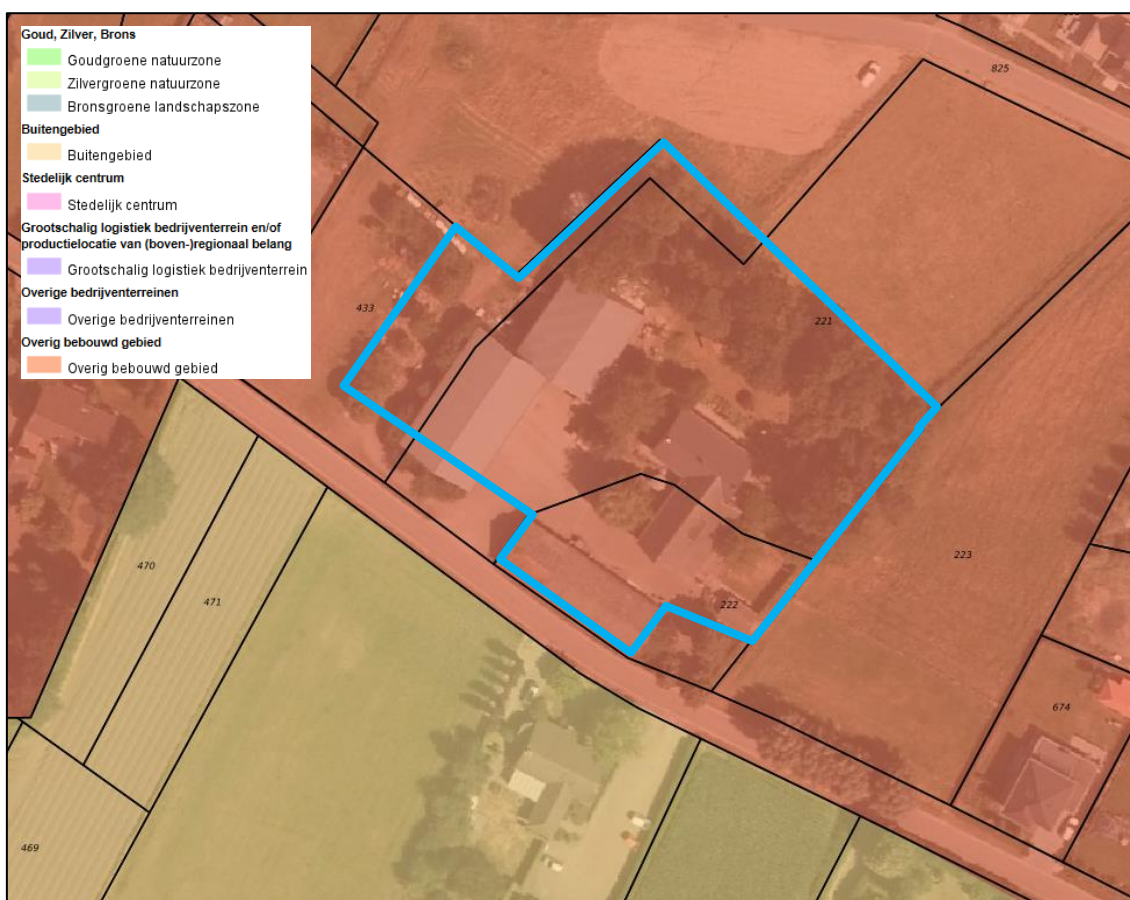 Goud, Zilver, Brons
Goudgroene natuurzone
Zilvergroene natuurzone
Bronsgroene landschapszone
Buitengebied
Buitengebied
Stedelijk centrum
Stedelijk centrum
Grootschalig logistiek bedrijventerrein en/of
productielocatie van (boven-)regionaal belang
Grootschalig logistiek bedrijventerrein
Overige bedrijventerreinen
Overige bedrijventerreinen
Overig bebouwd gebied
Overig bebouwd gebied
825
433
221
223
470
471
222
674
469